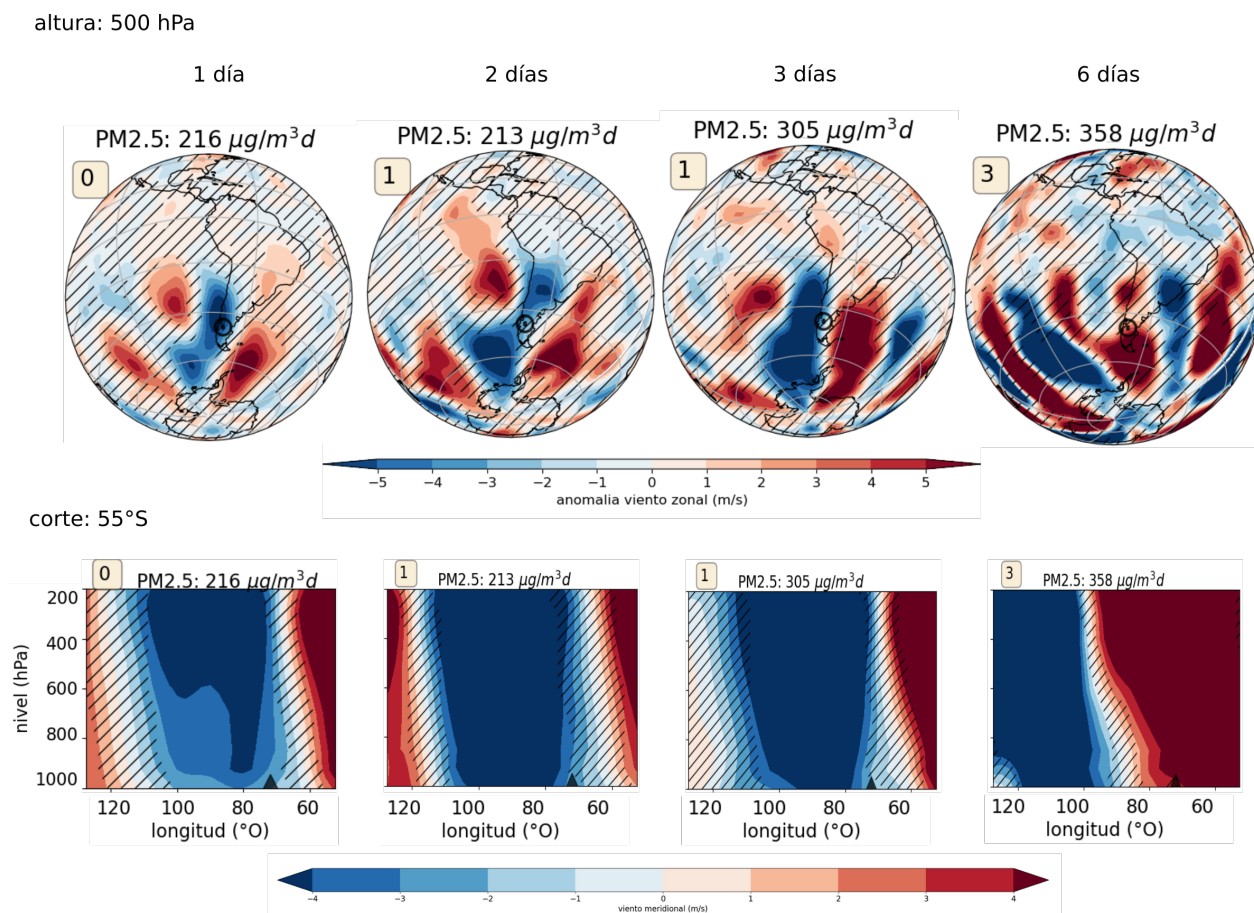 altura: 500 hPa
1 día 2 días 3 días 6 días
PM2.5: 216 μg/m³d PM2.5: 213 μg/m³d PM2.5: 305 μg/m³d PM2.5: 358 μg/m³d
0 1 1 3
−5 −4 −3 −2 −1 0 1 2 3 4 5
anomalia viento zonal (m/s)
corte: 55°S
0 PM2.5: 216 μg/m³d 1 PM2.5: 213 μg/m³d 1 PM2.5: 305 μg/m³d 3 PM2.5: 358 μg/m³d
200
400
600
800
1000
nivel (hPa)
120 100 80 60 120 100 80 60 120 100 80 60 120 100 80 60
longitud (°O) longitud (°O) longitud (°O) longitud (°O)
−4 −3 −2 −1 0 1 2 3 4
viento meridional (m/s)